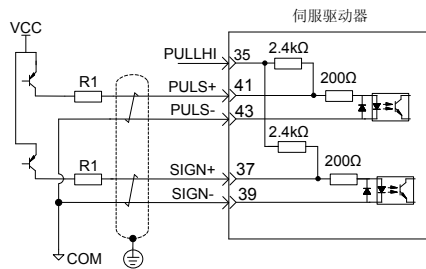 伺服驱动器
VCC
PULLHI 35 2.4kΩ
R1 PULS+ 41 200Ω
PULS- 43
2.4kΩ
R1 SIGN+ 37 200Ω
SIGN- 39
COM